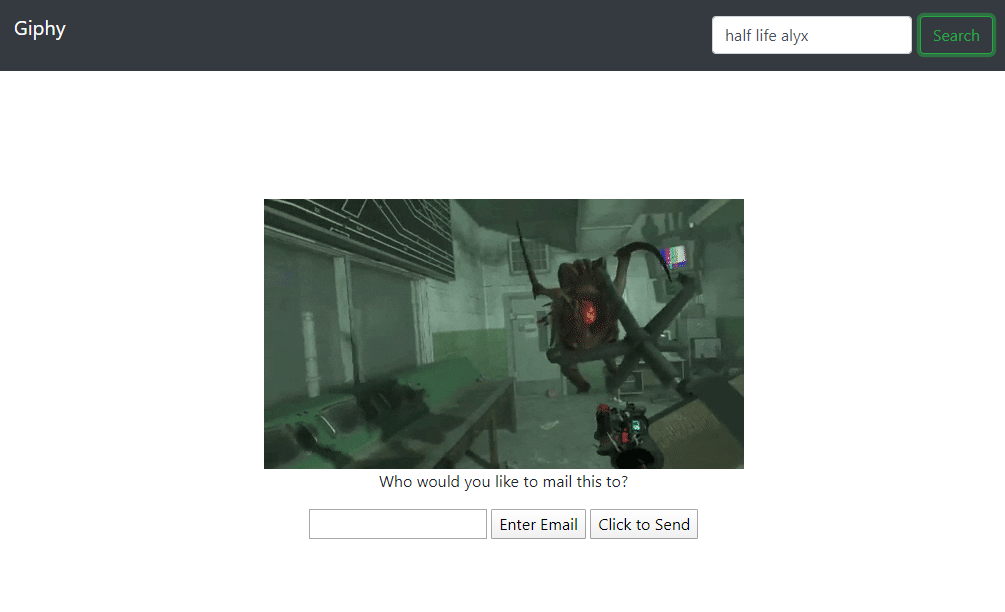 Giphy
half life alyx
Search
Who would you like to mail this to?
Enter Email
Click to Send